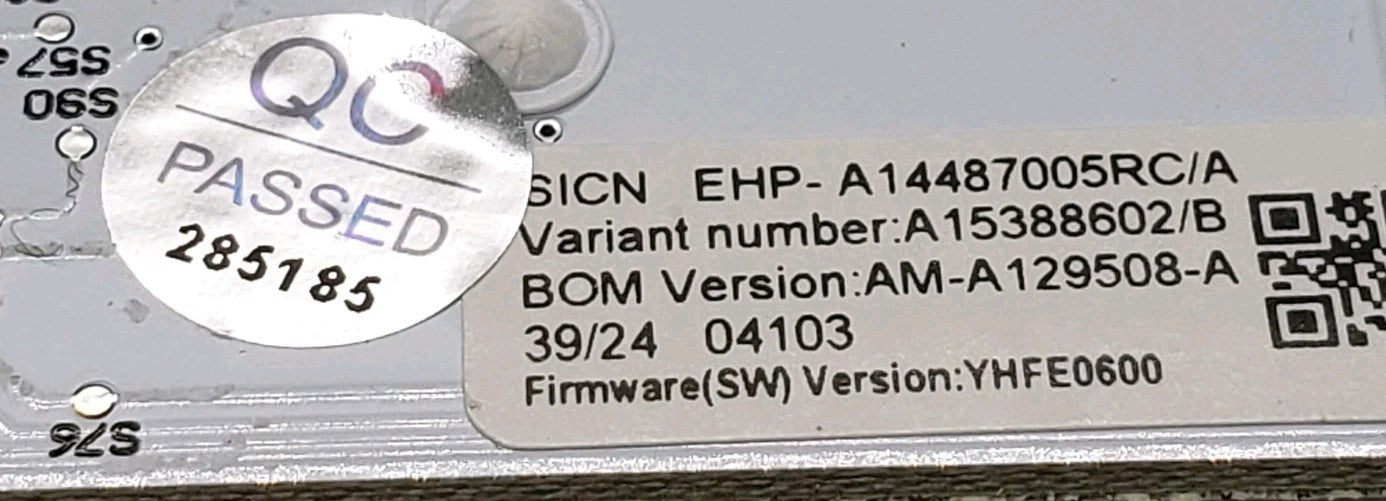 S57
S90
QC
PASSED
285185
SICN EHP- A14487005RC/A
Variant number:A15388602/B
BOM Version:AM-A129508-A
39/24 04103
Firmware(SW) Version:YHFE0600
S76